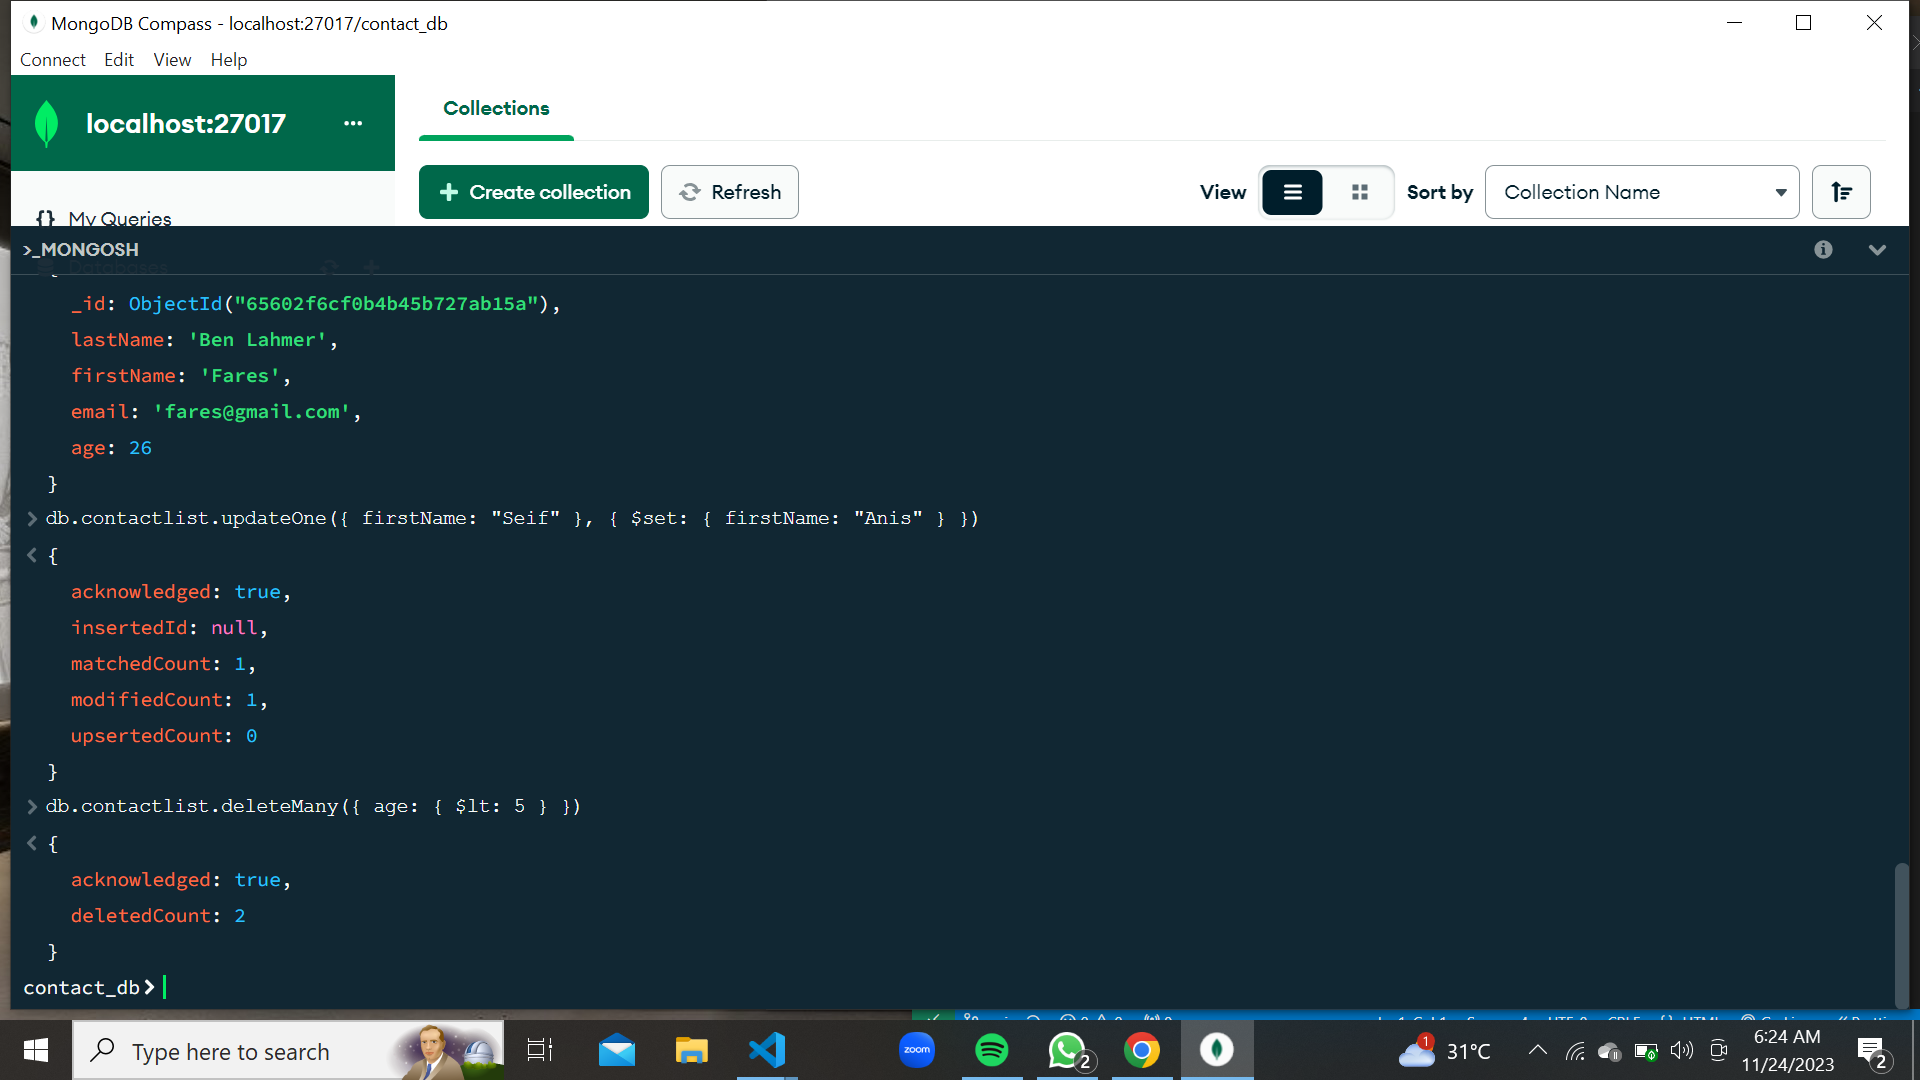 MongoDB Compass - localhost:27017/contact_db
Connect Edit View Help
localhost:27017 ...
Collections
+ Create collection Refresh View Sort by Collection Name
{} My Queries
>_MONGOSH
Databases
{
_id: ObjectId("65602f6cf0b4b45b727ab15a"),
lastName: 'Ben Lahmer',
firstName: 'Fares',
email: 'fares@gmail.com',
age: 26
}
> db.contactlist.updateOne({ firstName: "Seif" }, { $set: { firstName: "Anis" } })
< {
acknowledged: true,
insertedId: null,
matchedCount: 1,
modifiedCount: 1,
upsertedCount: 0
}
> db.contactlist.deleteMany({ age: { $lt: 5 } })
< {
acknowledged: true,
deletedCount: 2
}
contact_db>
Type here to search
zoom
2
1
31°C
6:24 AM
11/24/2023
2